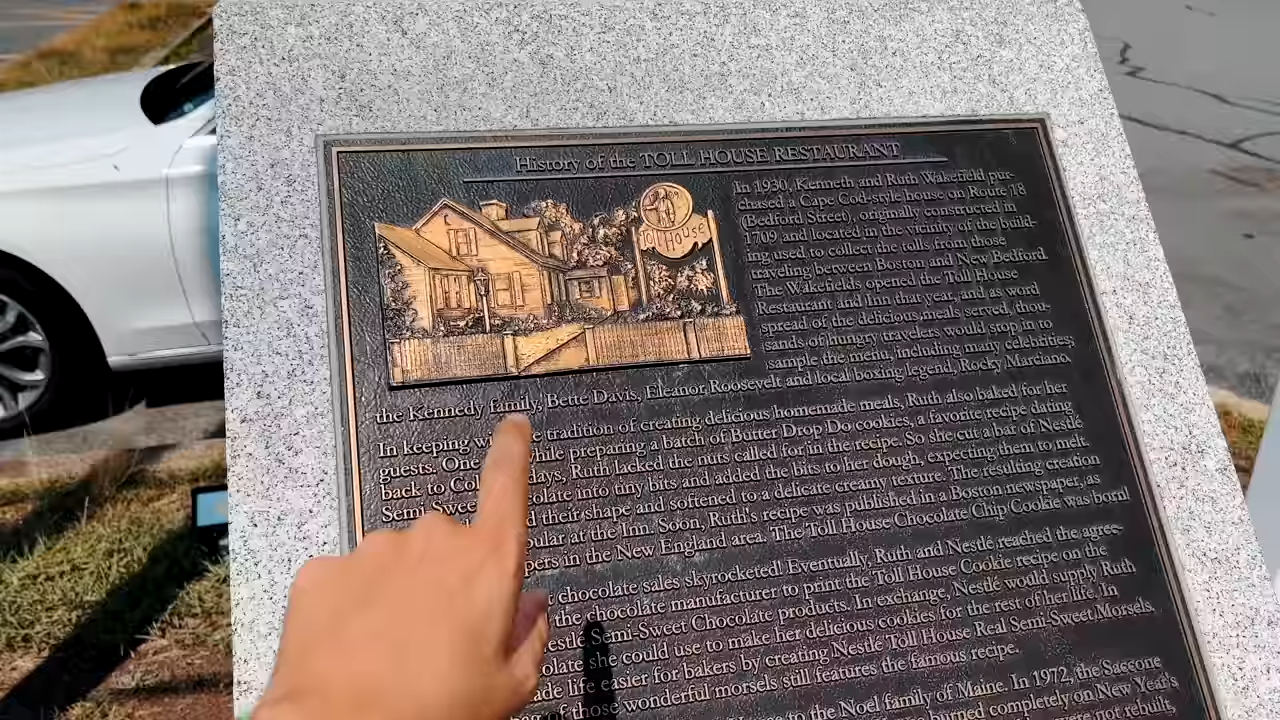 History of the TOLL HOUSE RESTAURANT
TOLL HOUSE
In 1930, Kenneth and Ruth Wakefield pur-
chased a Cape Cod-style house on Route 18
(Bedford Street), originally constructed in
1709 and located in the vicinity of the build-
ing used to collect the tolls from those
traveling between Boston and New Bedford.
The Wakefields opened the Toll House
Restaurant and Inn that year, and as word
spread of the delicious meals served, thou-
sands of hungry travelers would stop in to
sample the menu, including many celebrities;
the Kennedy family, Bette Davis, Eleanor Roosevelt and local boxing legend, Rocky Marciano.
In keeping tradition of creating delicious homemade meals, Ruth also baked for her
guests. One while preparing a batch of Butter Drop Do cookies, a favorite recipe dating
back to days, Ruth lacked the nuts called for in the recipe. So she cut a bar of Nestlé
Semi-Sweet into tiny bits and added the bits to her dough, expecting them to melt.
their shape and softened to a delicate creamy texture. The resulting creation
at the Inn. Soon, Ruth's recipe was published in a Boston newspaper, as
in the New England area. The Toll House Chocolate Chip Cookie was born!
chocolate sales skyrocketed! Eventually, Ruth and Nestlé reached the agree-
the chocolate manufacturer to print the Toll House Cookie recipe on the
Semi-Sweet Chocolate products. In exchange, Nestlé would supply Ruth
she could use to make her delicious cookies for the rest of her life. In
life easier for bakers by creating Nestlé Toll House Real Semi-Sweet Morsels.
of those wonderful morsels still features the famous recipe.
to the Noel family of Maine. In 1972, the Saccone
burned completely on New Year's
not rebuilt,